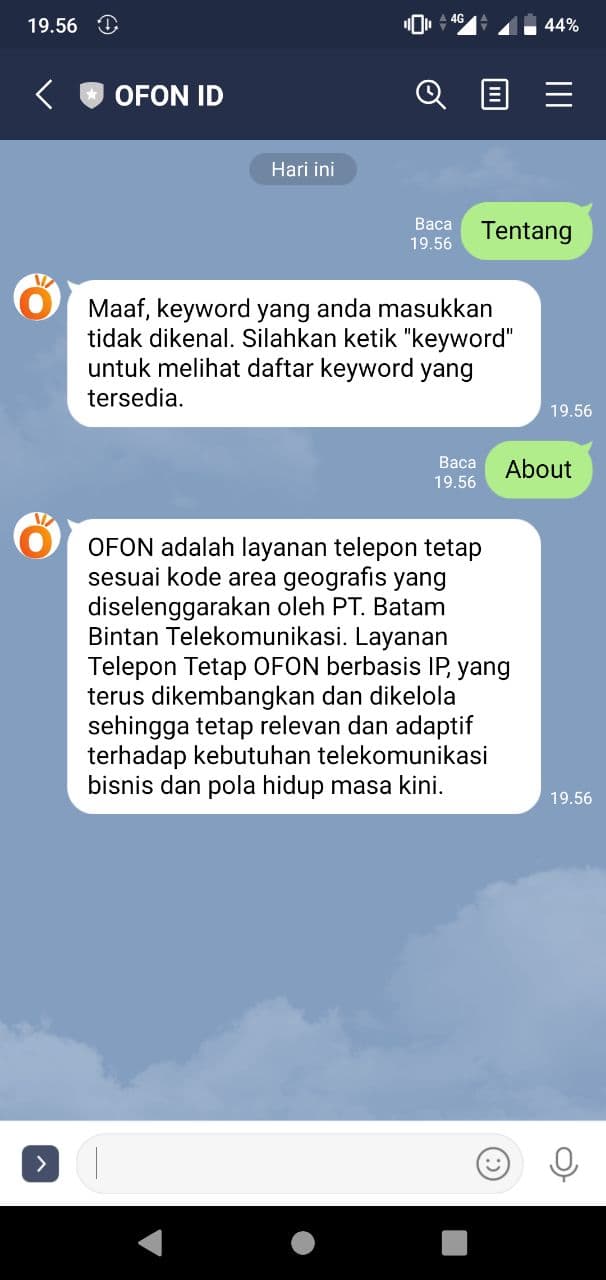 19.56
4G
44%
OFON ID
Hari ini
Baca
19.56
Tentang
Maaf, keyword yang anda masukkan
tidak dikenal. Silahkan ketik "keyword"
untuk melihat daftar keyword yang
tersedia.
19.56
Baca
19.56
About
OFON adalah layanan telepon tetap
sesuai kode area geografis yang
diselenggarakan oleh PT. Batam
Bintan Telekomunikasi. Layanan
Telepon Tetap OFON berbasis IP, yang
terus dikembangkan dan dikelola
sehingga tetap relevan dan adaptif
terhadap kebutuhan telekomunikasi
bisnis dan pola hidup masa kini.
19.56